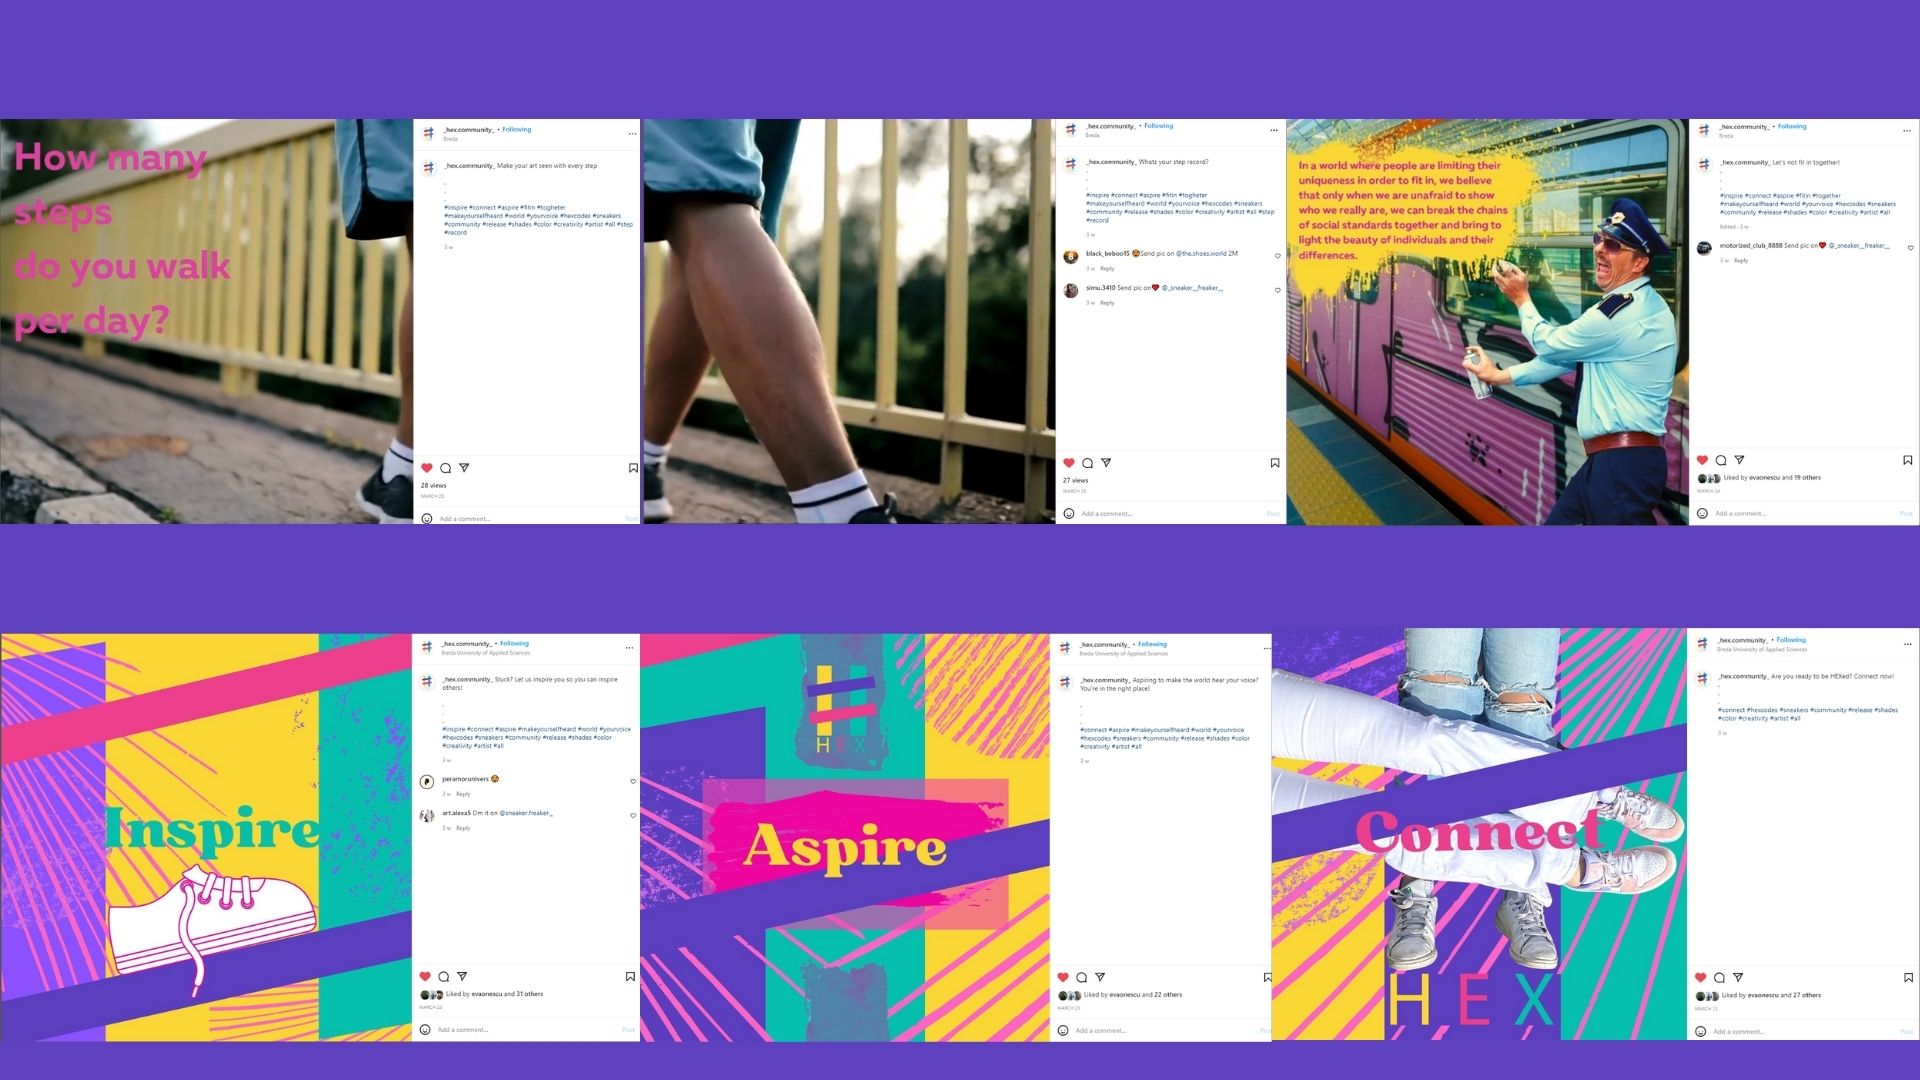 How many
steps
do you walk
per day?
_hex.community_ • Following
Breda
_hex.community_ Make your art seen with every step
.
.
.
#inspire #connect #aspire #fitin #togheter
#makeyourselfheard #world #yourvoice #hexcodes #sneakers
#community #release #shades #color #creativity #artist #all #step
#record
3 w
28 views
MARCH 25
Add a comment...
Post
_hex.community_ • Following
Breda
_hex.community_ Whats your step record?
.
.
.
#inspire #connect #aspire #fitin #togheter
#makeyourselfheard #world #yourvoice #hexcodes #sneakers
#community #release #shades #color #creativity #artist #all #step
#record
3 w
black_beboo15 😍Send pic on @the.shoes.world 2M
3 w Reply
simu.3410 Send pic on❤ @_sneaker__freaker__
3 w Reply
27 views
MARCH 25
Add a comment...
Post
In a world where people are limiting their
uniqueness in order to fit in, we believe
that only when we are unafraid to show
who we really are, we can break the chains
of social standards together and bring to
light the beauty of individuals and their
differences.
_hex.community_ • Following
Breda
_hex.community_ Let's not fit in together!
.
.
.
#inspire #connect #aspire #fitin #together
#makeyourselfheard #world #yourvoice #hexcodes #sneakers
#community #release #shades #color #creativity #artist #all
Edited · 3 w
motorized_club_8888 Send pic on❤ @_sneaker__freaker__
3 w Reply
Liked by evaonescu and 19 others
MARCH 24
Add a comment...
Post
Inspire
_hex.community_ • Following
Breda University of Applied Sciences
_hex.community_ Stuck? Let us inspire you so you can inspire
others!
.
.
.
#inspire #connect #aspire #makeyourselfheard #world #yourvoice
#hexcodes #sneakers #community #release #shades #color
#creativity #artist #all
3 w
peramorunivers 😍
3 w Reply
art.alexa5 Dm it on @sneaker.freaker._
3 w Reply
Liked by evaonescu and 31 others
MARCH 23
Add a comment...
Post
HEX
Aspire
_hex.community_ • Following
Breda University of Applied Sciences
_hex.community_ Aspiring to make the world hear your voice?
You're in the right place!
.
.
.
#connect #aspire #makeyourselfheard #world #yourvoice
#hexcodes #sneakers #community #release #shades #color
#creativity #artist #all
3 w
Liked by evaonescu and 22 others
MARCH 23
Add a comment...
Post
Connect
HEX
_hex.community_ • Following
Breda University of Applied Sciences
_hex.community_ Are you ready to be HEXed? Connect now!
.
.
.
#connect #hexcodes #sneakers #community #release #shades
#color #creativity #artist #all
3 w
Liked by evaonescu and 27 others
MARCH 23
Add a comment...
Post